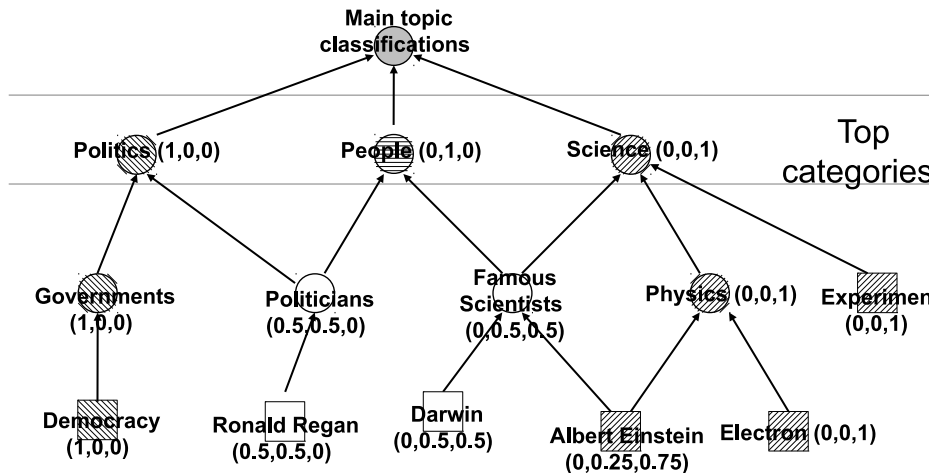 Main topic
classifications
Politics (1,0,0)
People (0,1,0)
Science (0,0,1)
Top
categories
Governments
(1,0,0)
Politicians
(0.5,0.5,0)
Famous
Scientists
(0,0.5,0.5)
Physics (0,0,1)
Experimen
(0,0,1)
Democracy
(1,0,0)
Ronald Regan
(0.5,0.5,0)
Darwin
(0,0.5,0.5)
Albert Einstein
(0,0.25,0.75)
Electron (0,0,1)